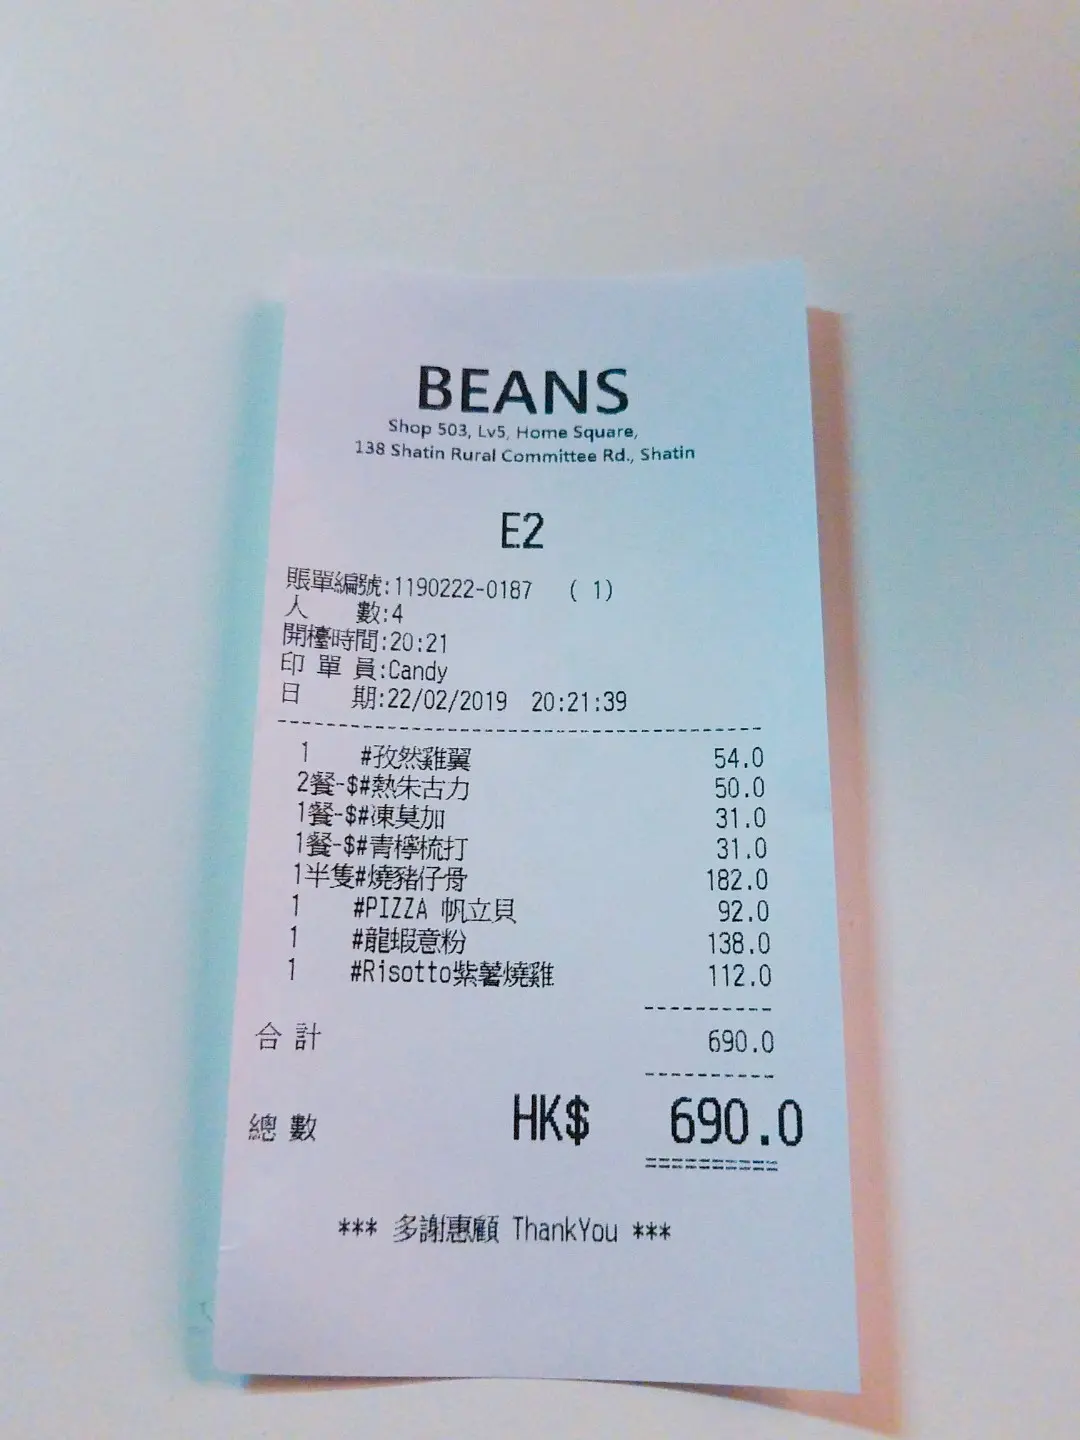 BEANS
Shop 503, Lv5, Home Square,
138 Shatin Rural Committee Rd., Shatin
E2
賬單編號:1190222-0187 ( 1)
人 數:4
開檯時間:20:21
印 單 員:Candy
日 期:22/02/2019 20:21:39
1 #孜然雞翼 54.0
2餐-$#熱朱古力 50.0
1餐-$#凍莫加 31.0
1餐-$#青檸梳打 31.0
1半隻#燒豬仔骨 182.0
1 #PIZZA 帆立貝 92.0
1 #龍蝦意粉 138.0
1 #Risotto紫薯燒雞 112.0
合 計 690.0
總 數 HK$ 690.0
*** 多謝惠顧 ThankYou ***